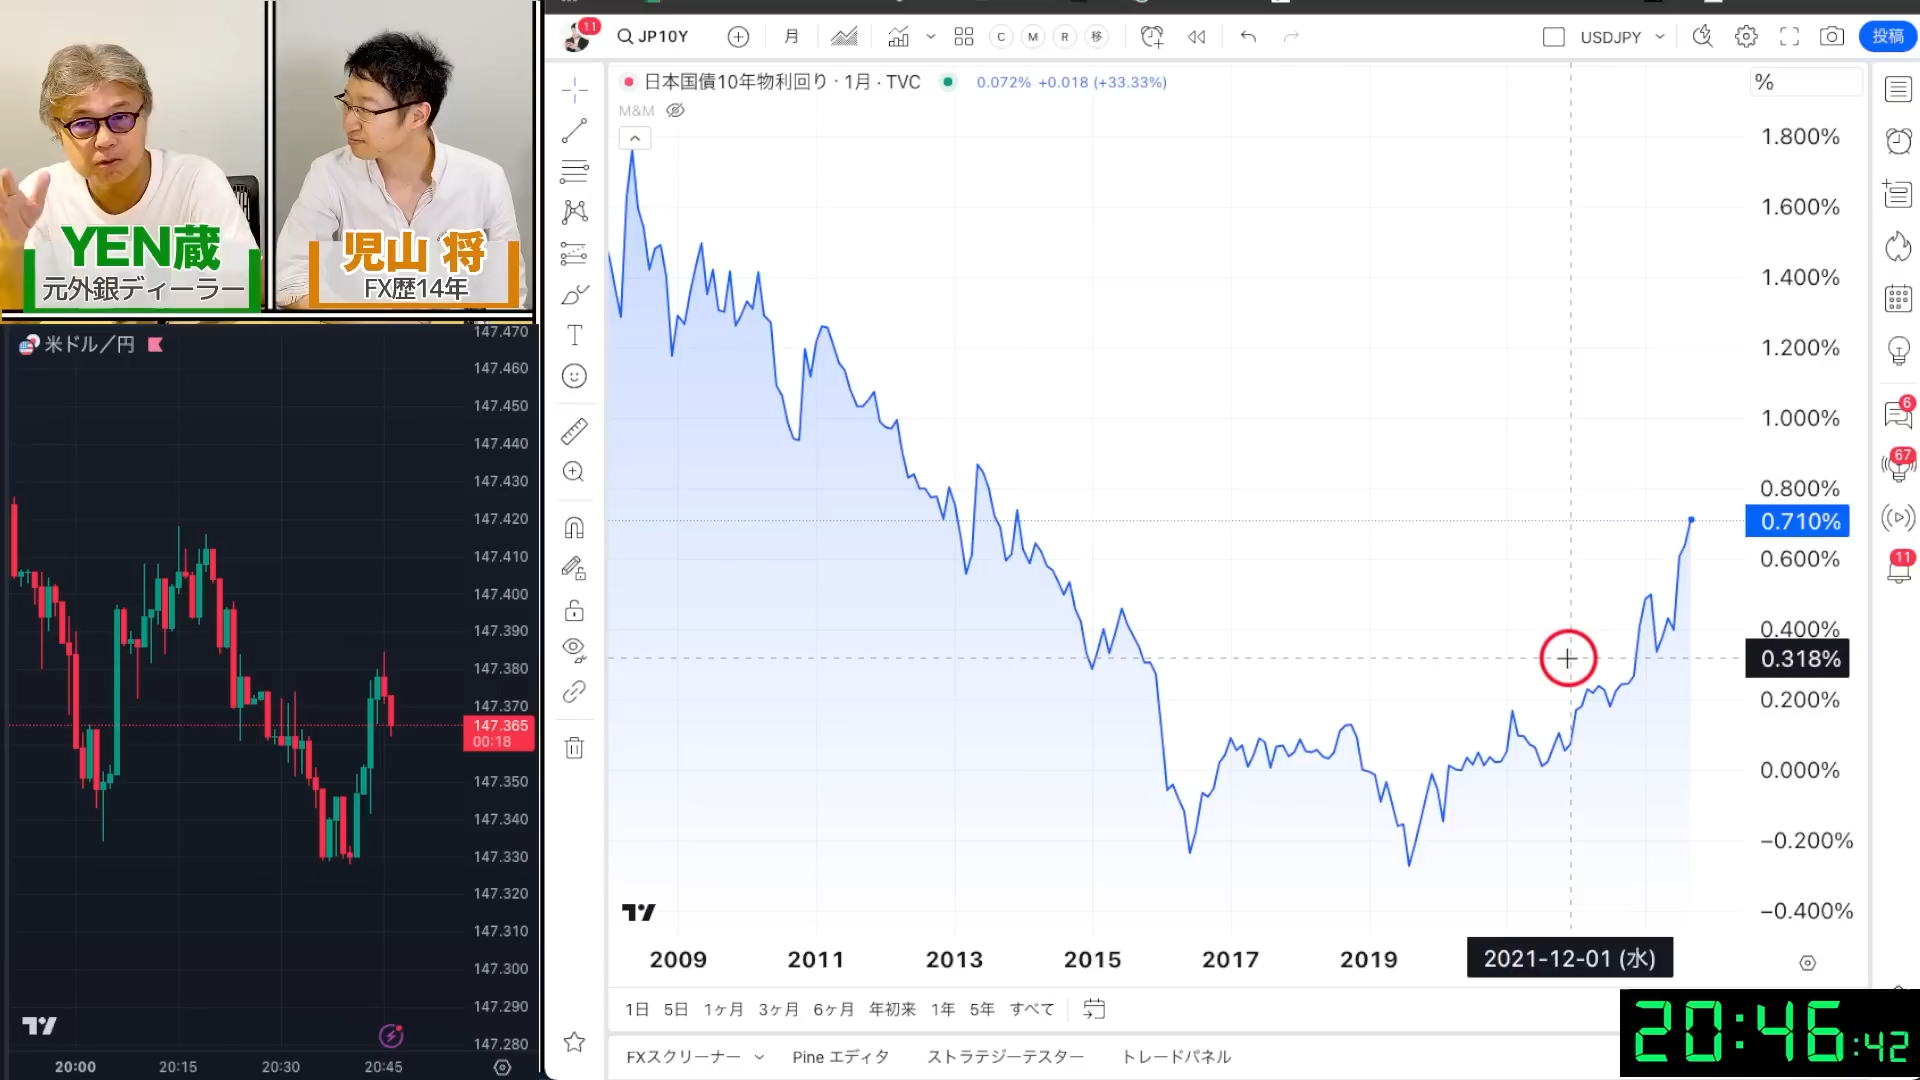 YEN蔵
元外銀ディーラー
児山 将
FX歴14年
米ドル／円
147.470
147.460
147.450
147.440
147.430
147.420
147.410
147.400
147.390
147.380
147.370
147.365
00:18
147.350
147.340
147.330
147.320
147.310
147.300
147.290
147.280
20:00
20:15
20:30
20:45
11
JP10Y
月
C
M
R
移
USDJPY
投稿
日本国債10年物利回り · 1月 · TVC
0.072% +0.018 (+33.33%)
M&M
%
1.800%
1.600%
1.400%
1.200%
1.000%
0.800%
0.710%
0.600%
0.400%
0.318%
0.200%
0.000%
−0.200%
−0.400%
2009
2011
2013
2015
2017
2019
2021-12-01 (水)
1日
5日
1ヶ月
3ヶ月
6ヶ月
年初来
1年
5年
すべて
FXスクリーナー
Pine エディタ
ストラテジーテスター
トレードパネル
6
67
11
20:46:42